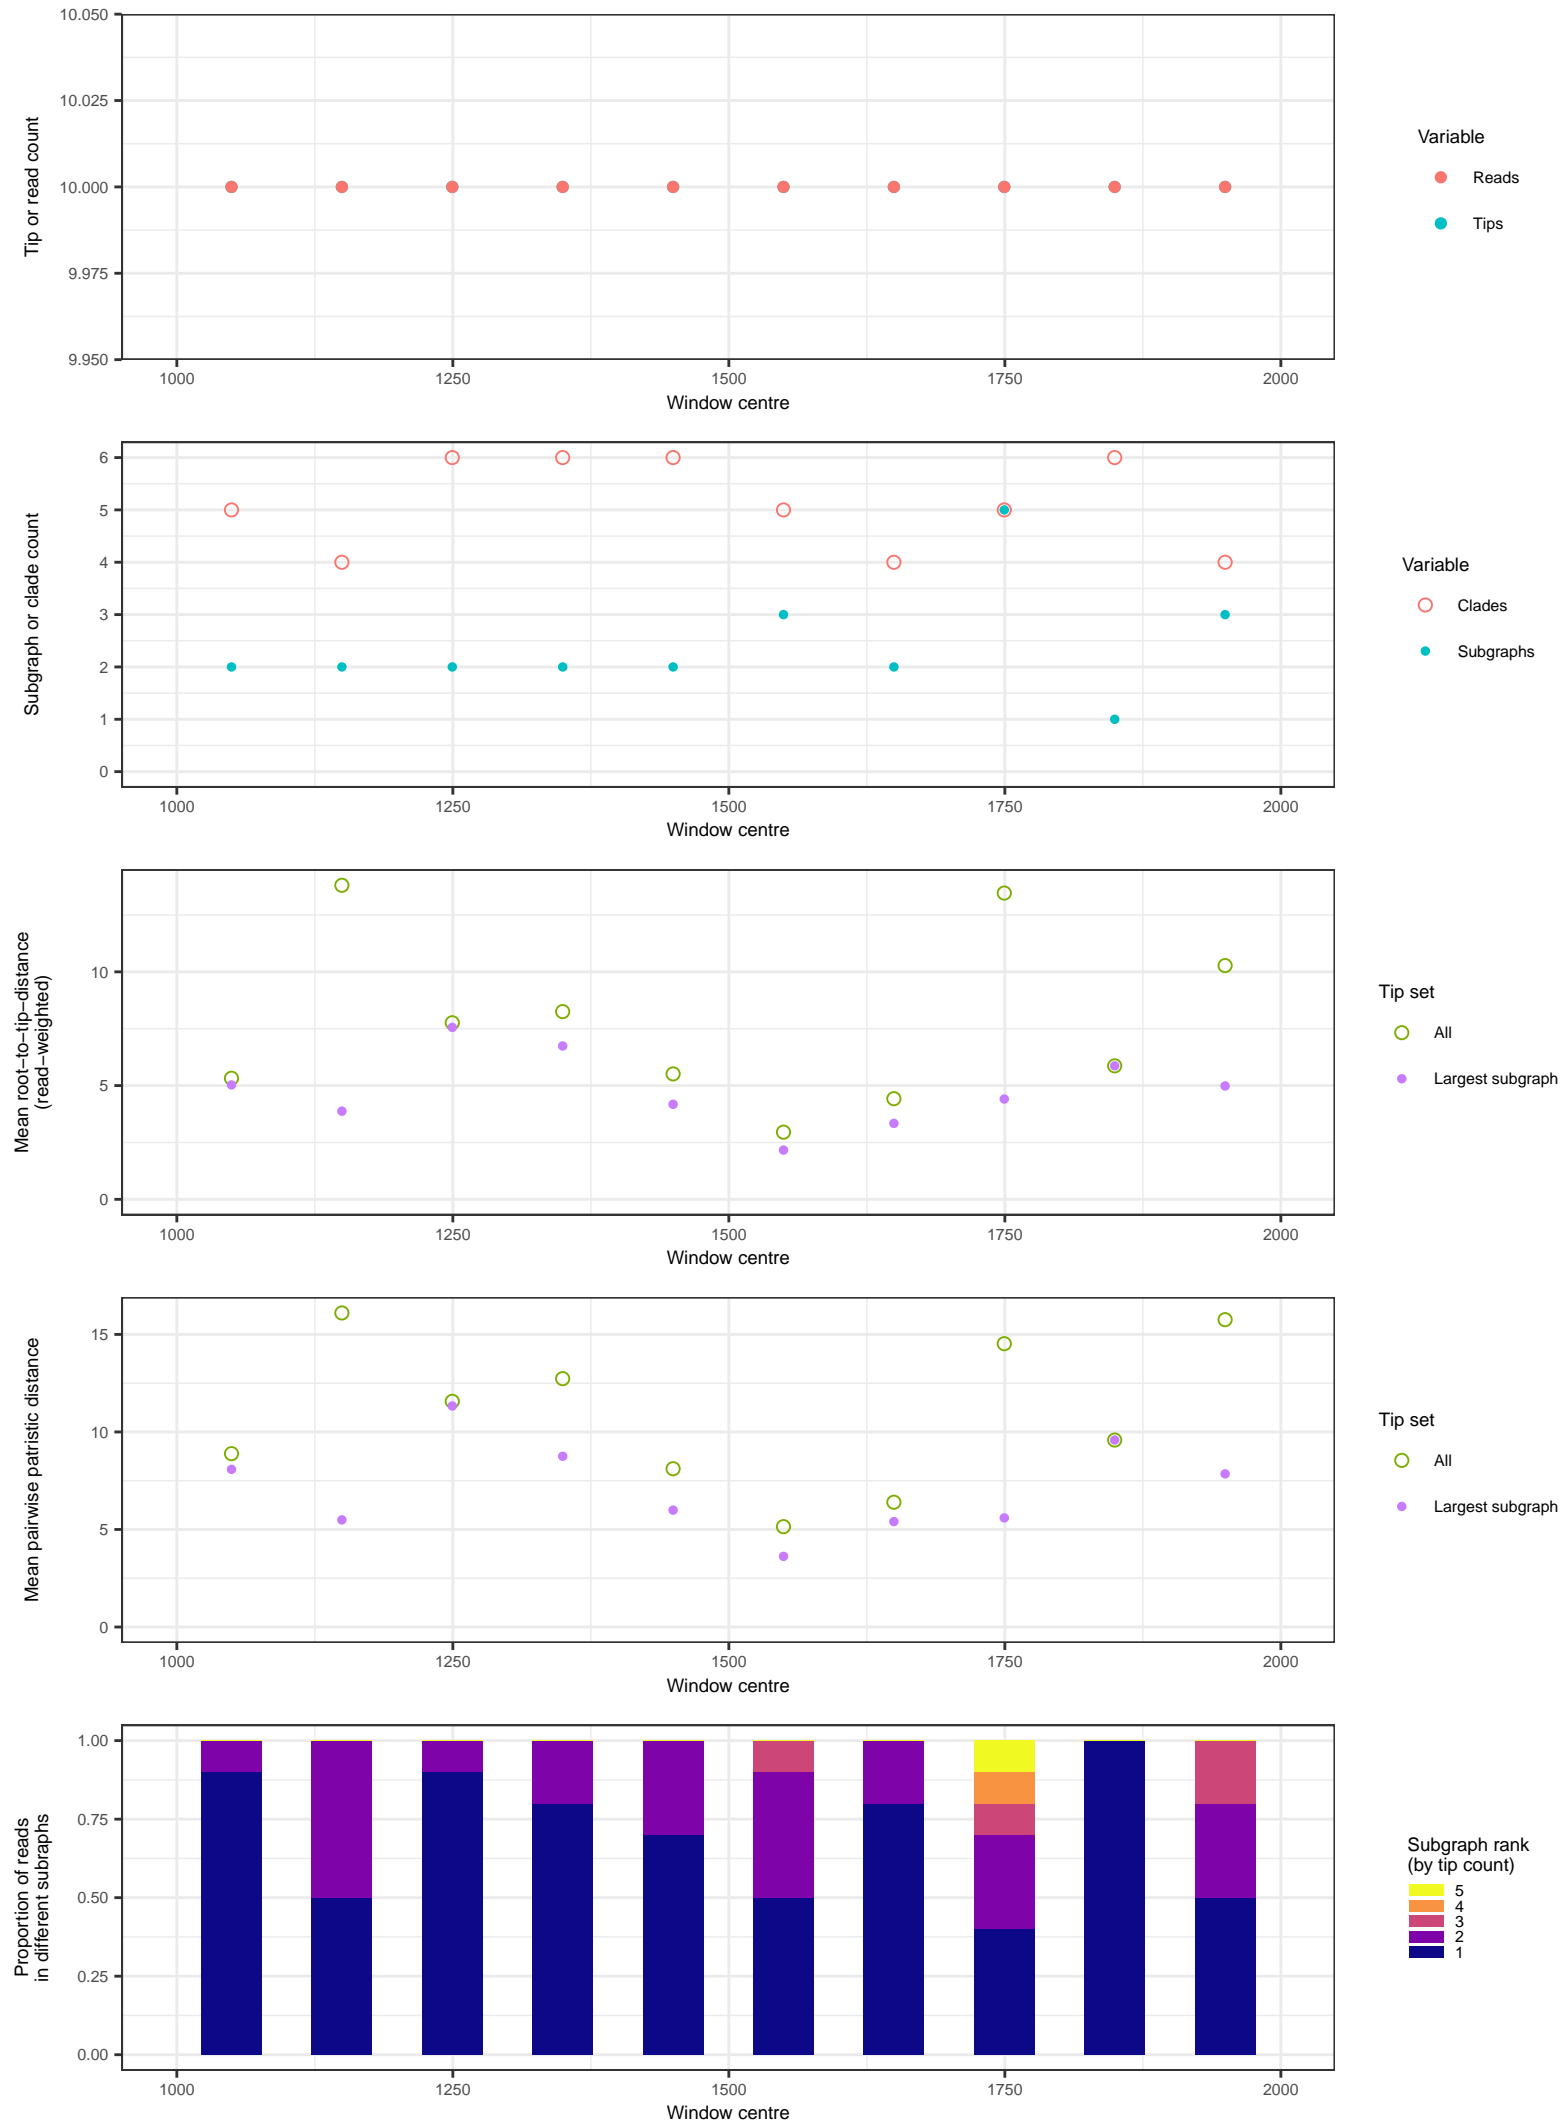 10.050
10.025
10.000
9.975
9.950
Tip or read count
1000 1250 1500 1750 2000
Window centre
Variable
Reads
Tips
6
5
4
3
2
1
0
Subgraph or clade count
1000 1250 1500 1750 2000
Window centre
Variable
Clades
Subgraphs
10
5
0
Mean root−to−tip−distance
(read−weighted)
1000 1250 1500 1750 2000
Window centre
Tip set
All
Largest subgraph
15
10
5
0
Mean pairwise patristic distance
1000 1250 1500 1750 2000
Window centre
Tip set
All
Largest subgraph
1.00
0.75
0.50
0.25
0.00
Proportion of reads
in different subraphs
1000 1250 1500 1750 2000
Window centre
Subgraph rank
(by tip count)
5
4
3
2
1